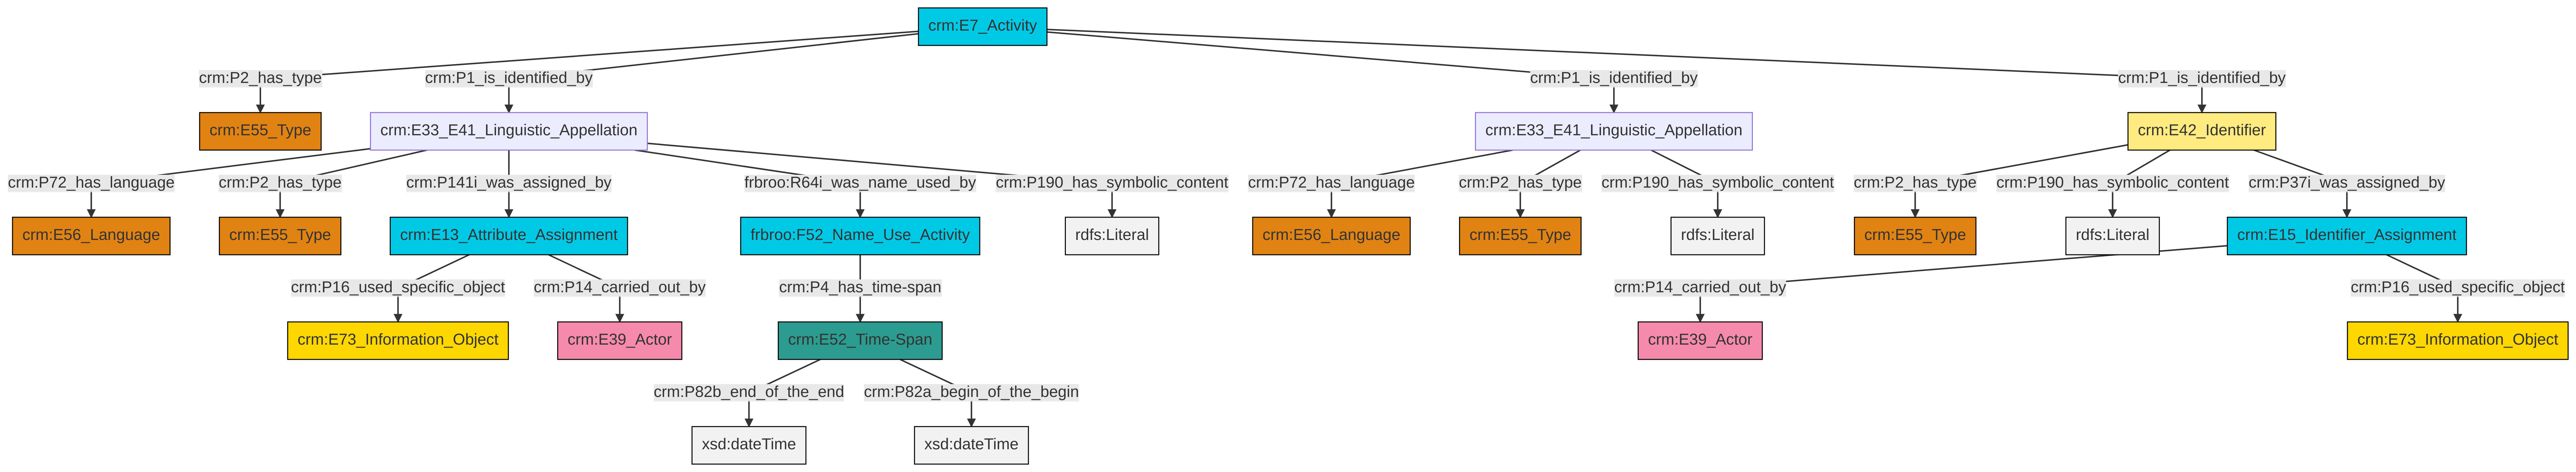 crm:E7_Activity
crm:P2_has_type
crm:P1_is_identified_by
crm:P1_is_identified_by
crm:P1_is_identified_by
crm:E55_Type
crm:E33_E41_Linguistic_Appellation
crm:E33_E41_Linguistic_Appellation
crm:E42_Identifier
crm:P72_has_language
crm:P2_has_type
crm:P141i_was_assigned_by
frbroo:R64i_was_name_used_by
crm:P190_has_symbolic_content
crm:P72_has_language
crm:P2_has_type
crm:P190_has_symbolic_content
crm:P2_has_type
crm:P190_has_symbolic_content
crm:P37i_was_assigned_by
crm:E56_Language
crm:E55_Type
crm:E13_Attribute_Assignment
frbroo:F52_Name_Use_Activity
rdfs:Literal
crm:E56_Language
crm:E55_Type
rdfs:Literal
crm:E55_Type
rdfs:Literal
crm:E15_Identifier_Assignment
crm:P16_used_specific_object
crm:P14_carried_out_by
crm:P4_has_time-span
crm:P14_carried_out_by
crm:P16_used_specific_object
crm:E73_Information_Object
crm:E39_Actor
crm:E52_Time-Span
crm:E39_Actor
crm:E73_Information_Object
crm:P82b_end_of_the_end
crm:P82a_begin_of_the_begin
xsd:dateTime
xsd:dateTime